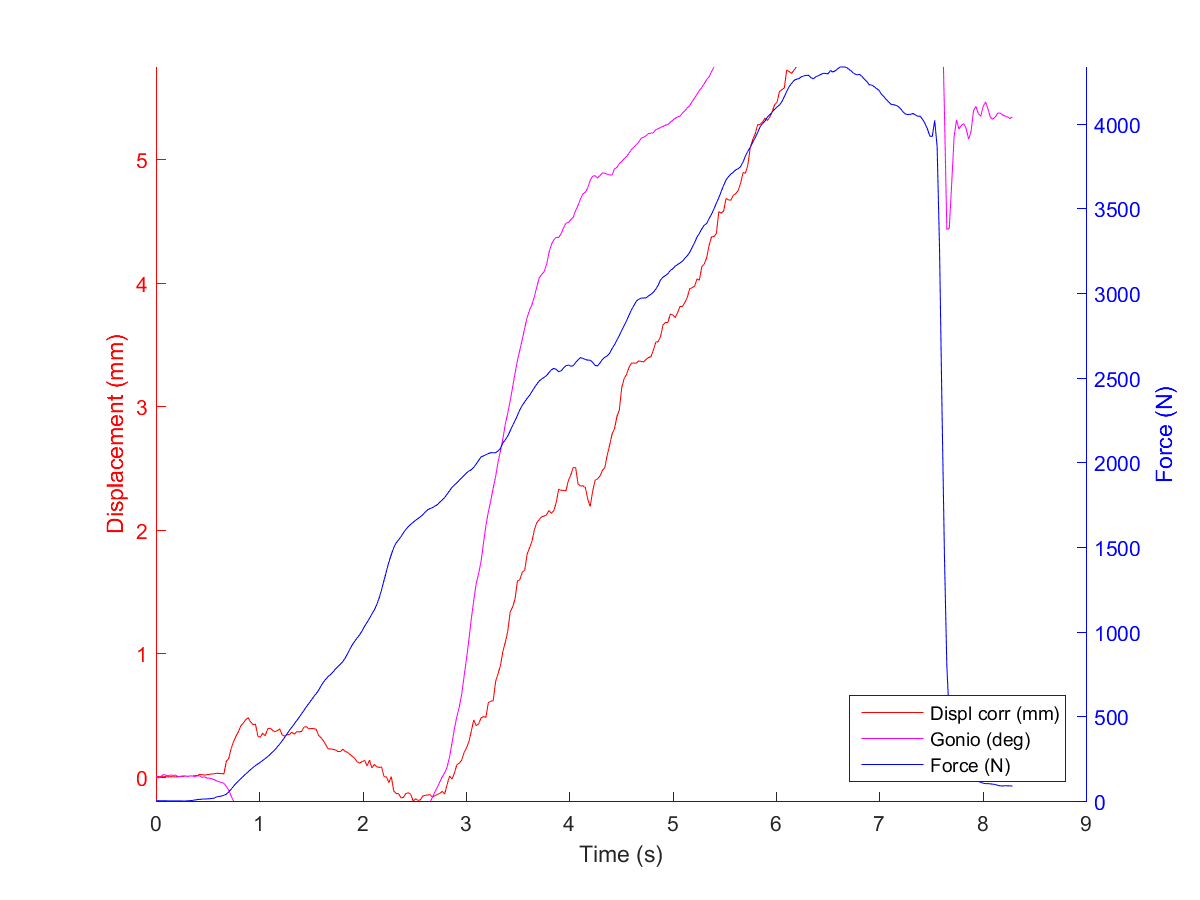 5
4
3
2
1
0
Displacement (mm)
4000
3500
3000
2500
2000
1500
1000
500
0
Force (N)
Displ corr (mm)
Gonio (deg)
Force (N)
0 1 2 3 4 5 6 7 8 9
Time (s)